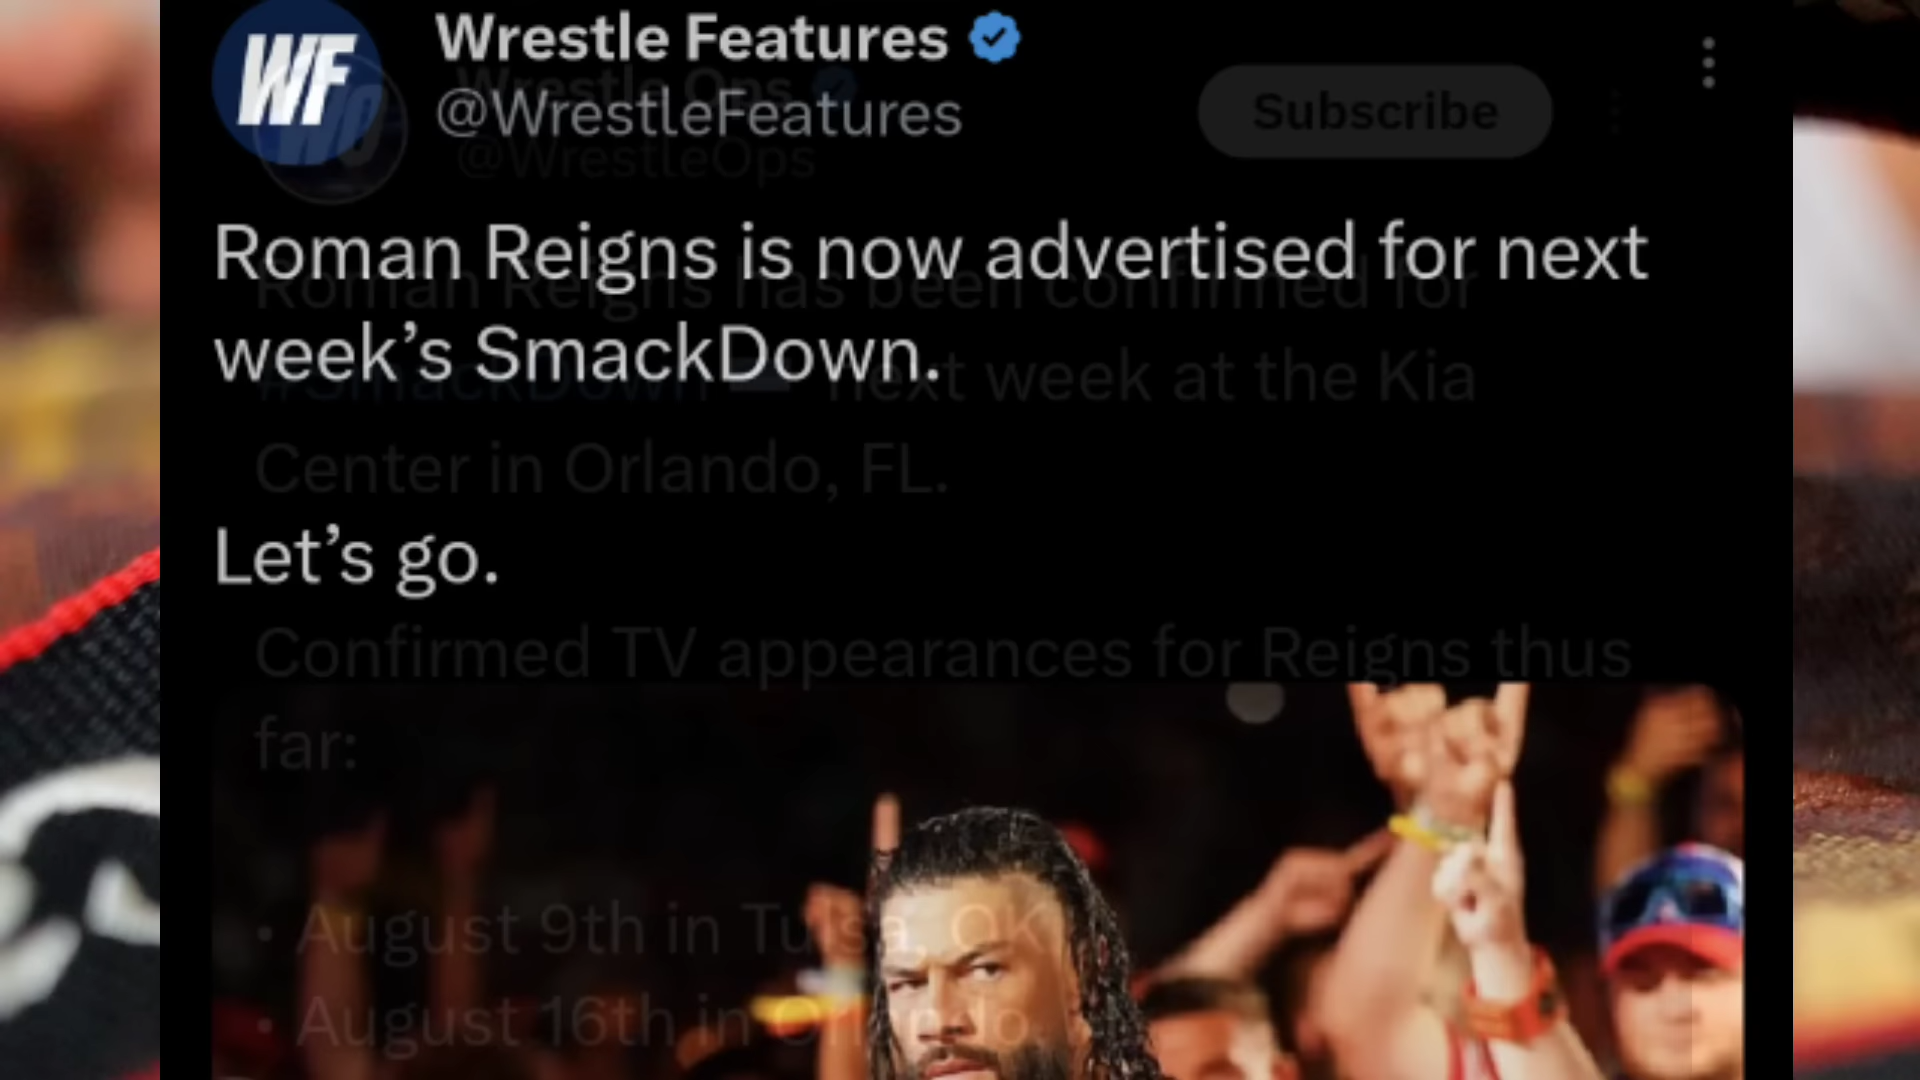 WF
Wrestle Features
@WrestleFeatures
Roman Reigns is now advertised for next
week’s SmackDown.
Let’s go.
WO
Wrestle Ops
@WrestleOps
Subscribe
Roman Reigns has been confirmed for
#SmackDown next week at the Kia
Center in Orlando, FL.
Confirmed TV appearances for Reigns thus
far:
• August 9th in Tulsa, OK
• August 16th in Orlando.